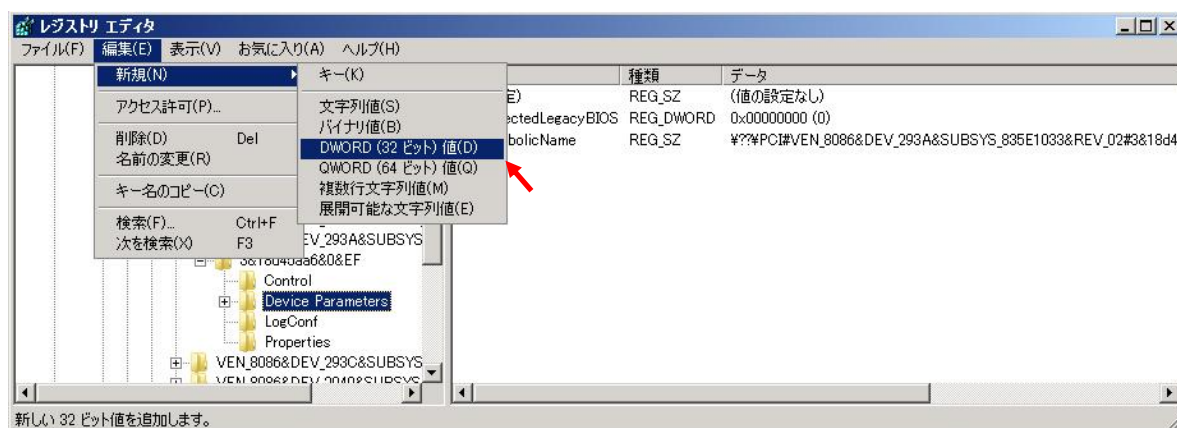 レジストリ エディタ
ファイル(F) 編集(E) 表示(V) お気に入り(A) ヘルプ(H)
新規(N)
アクセス許可(P)...
削除(D) Del
名前の変更(R)
キー名のコピー(C)
検索(F)... Ctrl+F
次を検索(X) F3
キー(K)
文字列値(S)
バイナリ値(B)
DWORD (32 ビット) 値(D)
QWORD (64 ビット) 値(Q)
複数行文字列値(M)
展開可能な文字列値(E)
種類 データ
定) REG_SZ (値の設定なし)
ectedLegacyBIOS REG_DWORD 0x00000000 (0)
bolicName REG_SZ ¥??¥PCI#VEN_8086&DEV_293A&SUBSYS_835E1033&REV_02#3&18d4
EV_293A&SUBSYS
3&18d45aa6&0&EF
Control
Device Parameters
LogConf
Properties
VEN_8086&DEV_293C&SUBSYS
新しい 32 ビット値を追加します。